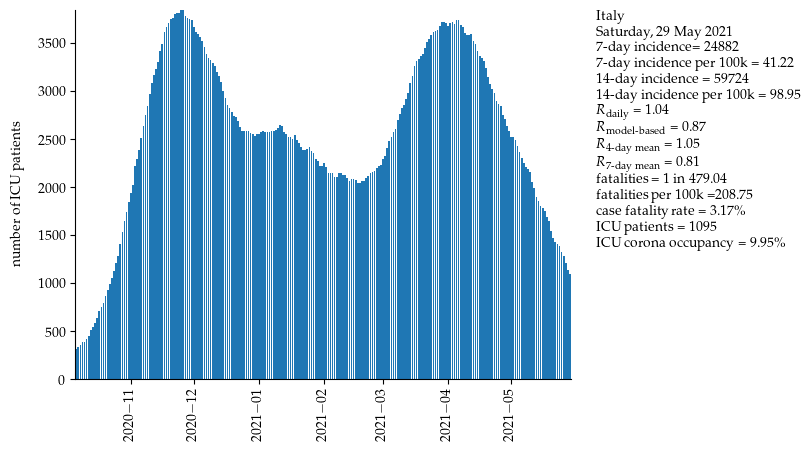 Italy
Saturday, 29 May 2021
7-day incidence= 24882
7-day incidence per 100k = 41.22
14-day incidence = 59724
14-day incidence per 100k = 98.95
R daily = 1.04
R model-based = 0.87
R 4-day mean = 1.05
R 7-day mean = 0.81
fatalities = 1 in 479.04
fatalities per 100k =208.75
case fatality rate = 3.17%
ICU patients = 1095
ICU corona occupancy = 9.95%
number of ICU patients
3500
3000
2500
2000
1500
1000
500
0
2020−11
2020−12
2021−01
2021−02
2021−03
2021−04
2021−05